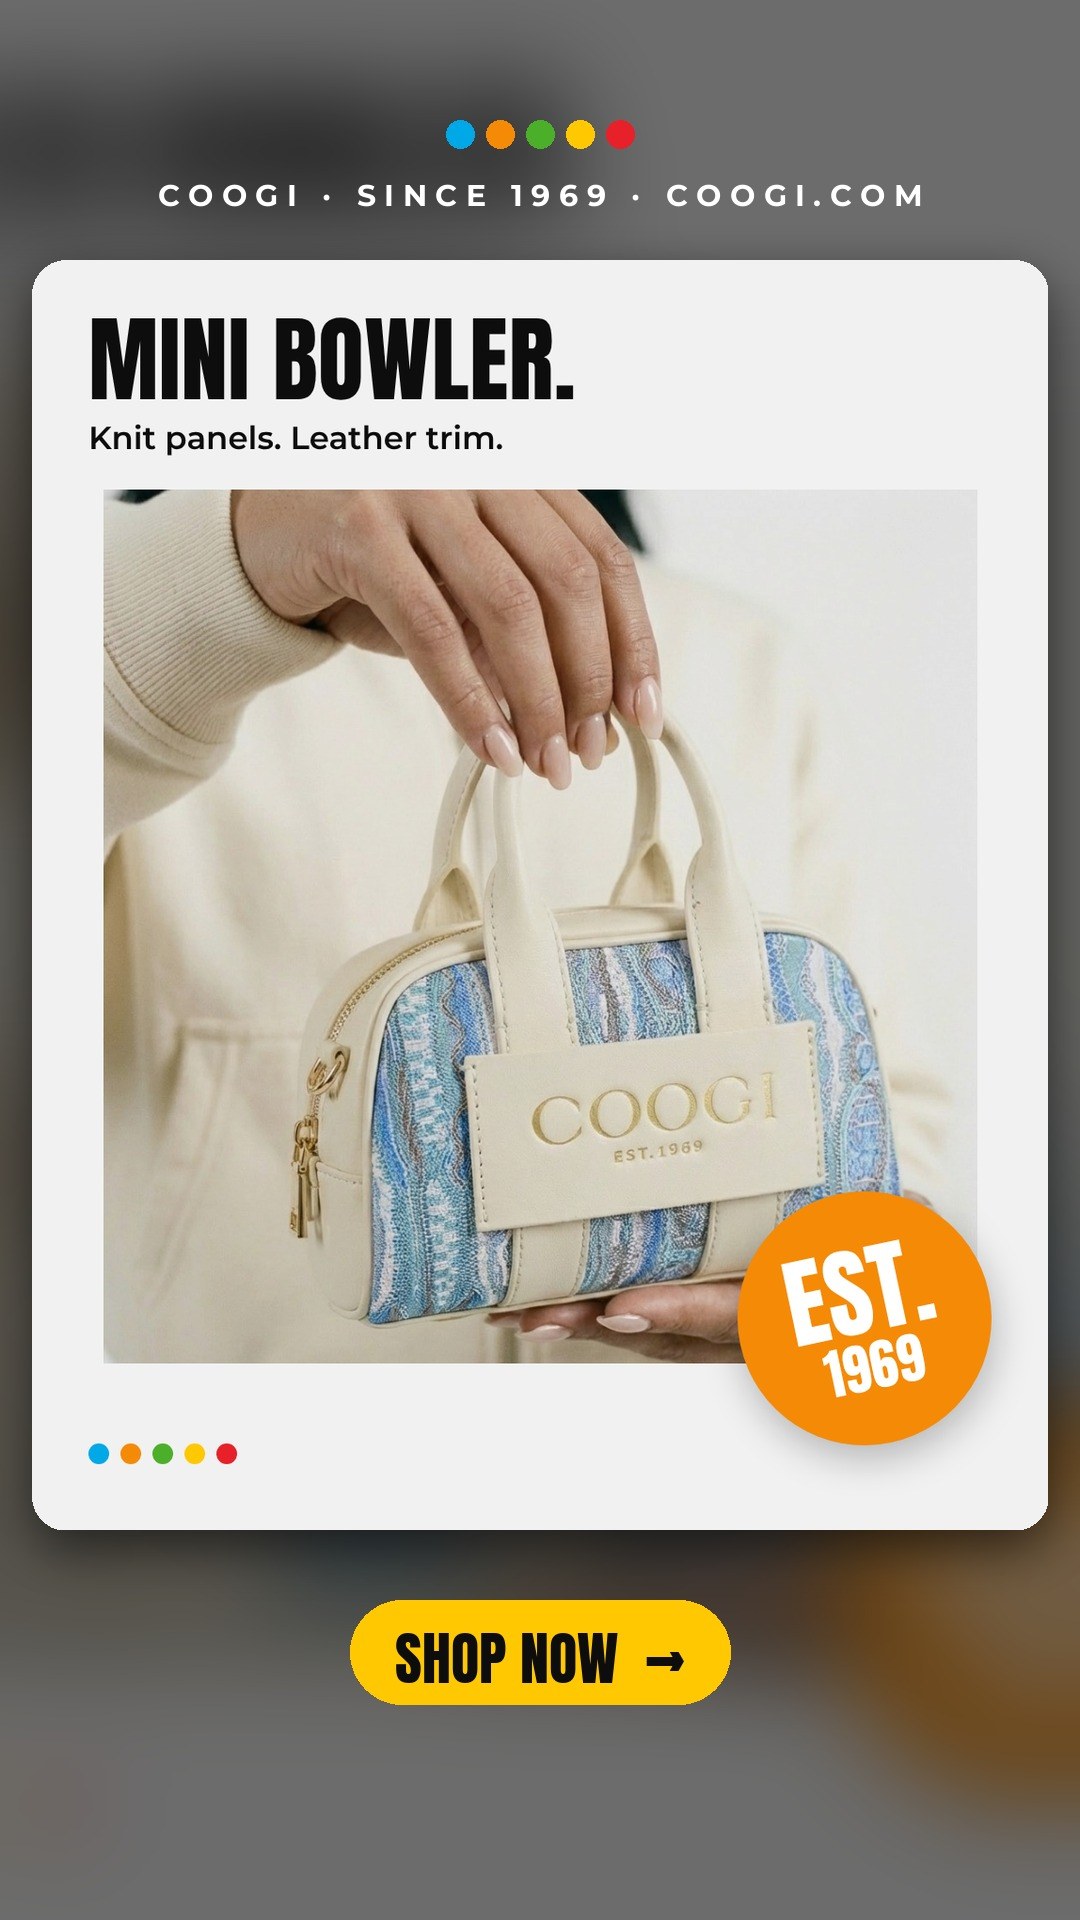 COOGI · SINCE 1969 · COOGI.COM
MINI BOWLER.
Knit panels. Leather trim.
COOGI
EST.1969
EST.
1969
SHOP NOW →